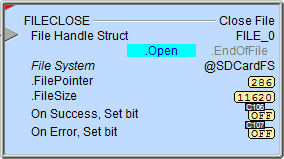 FILECLOSE Close File
File Handle Struct FILE_0
.Open .EndOfFile
File System @SDCardFS
.FilePointer 286
.FileSize 11620
C106
On Success, Set bit OFF
C107
On Error, Set bit OFF